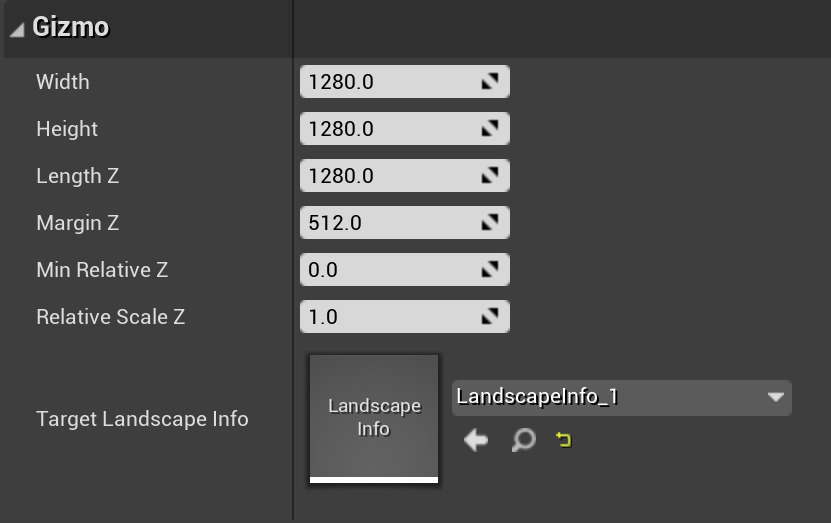 Gizmo
Width 1280.0
Height 1280.0
Length Z 1280.0
Margin Z 512.0
Min Relative Z 0.0
Relative Scale Z 1.0
Target Landscape Info
Landscape
Info
LandscapeInfo_1